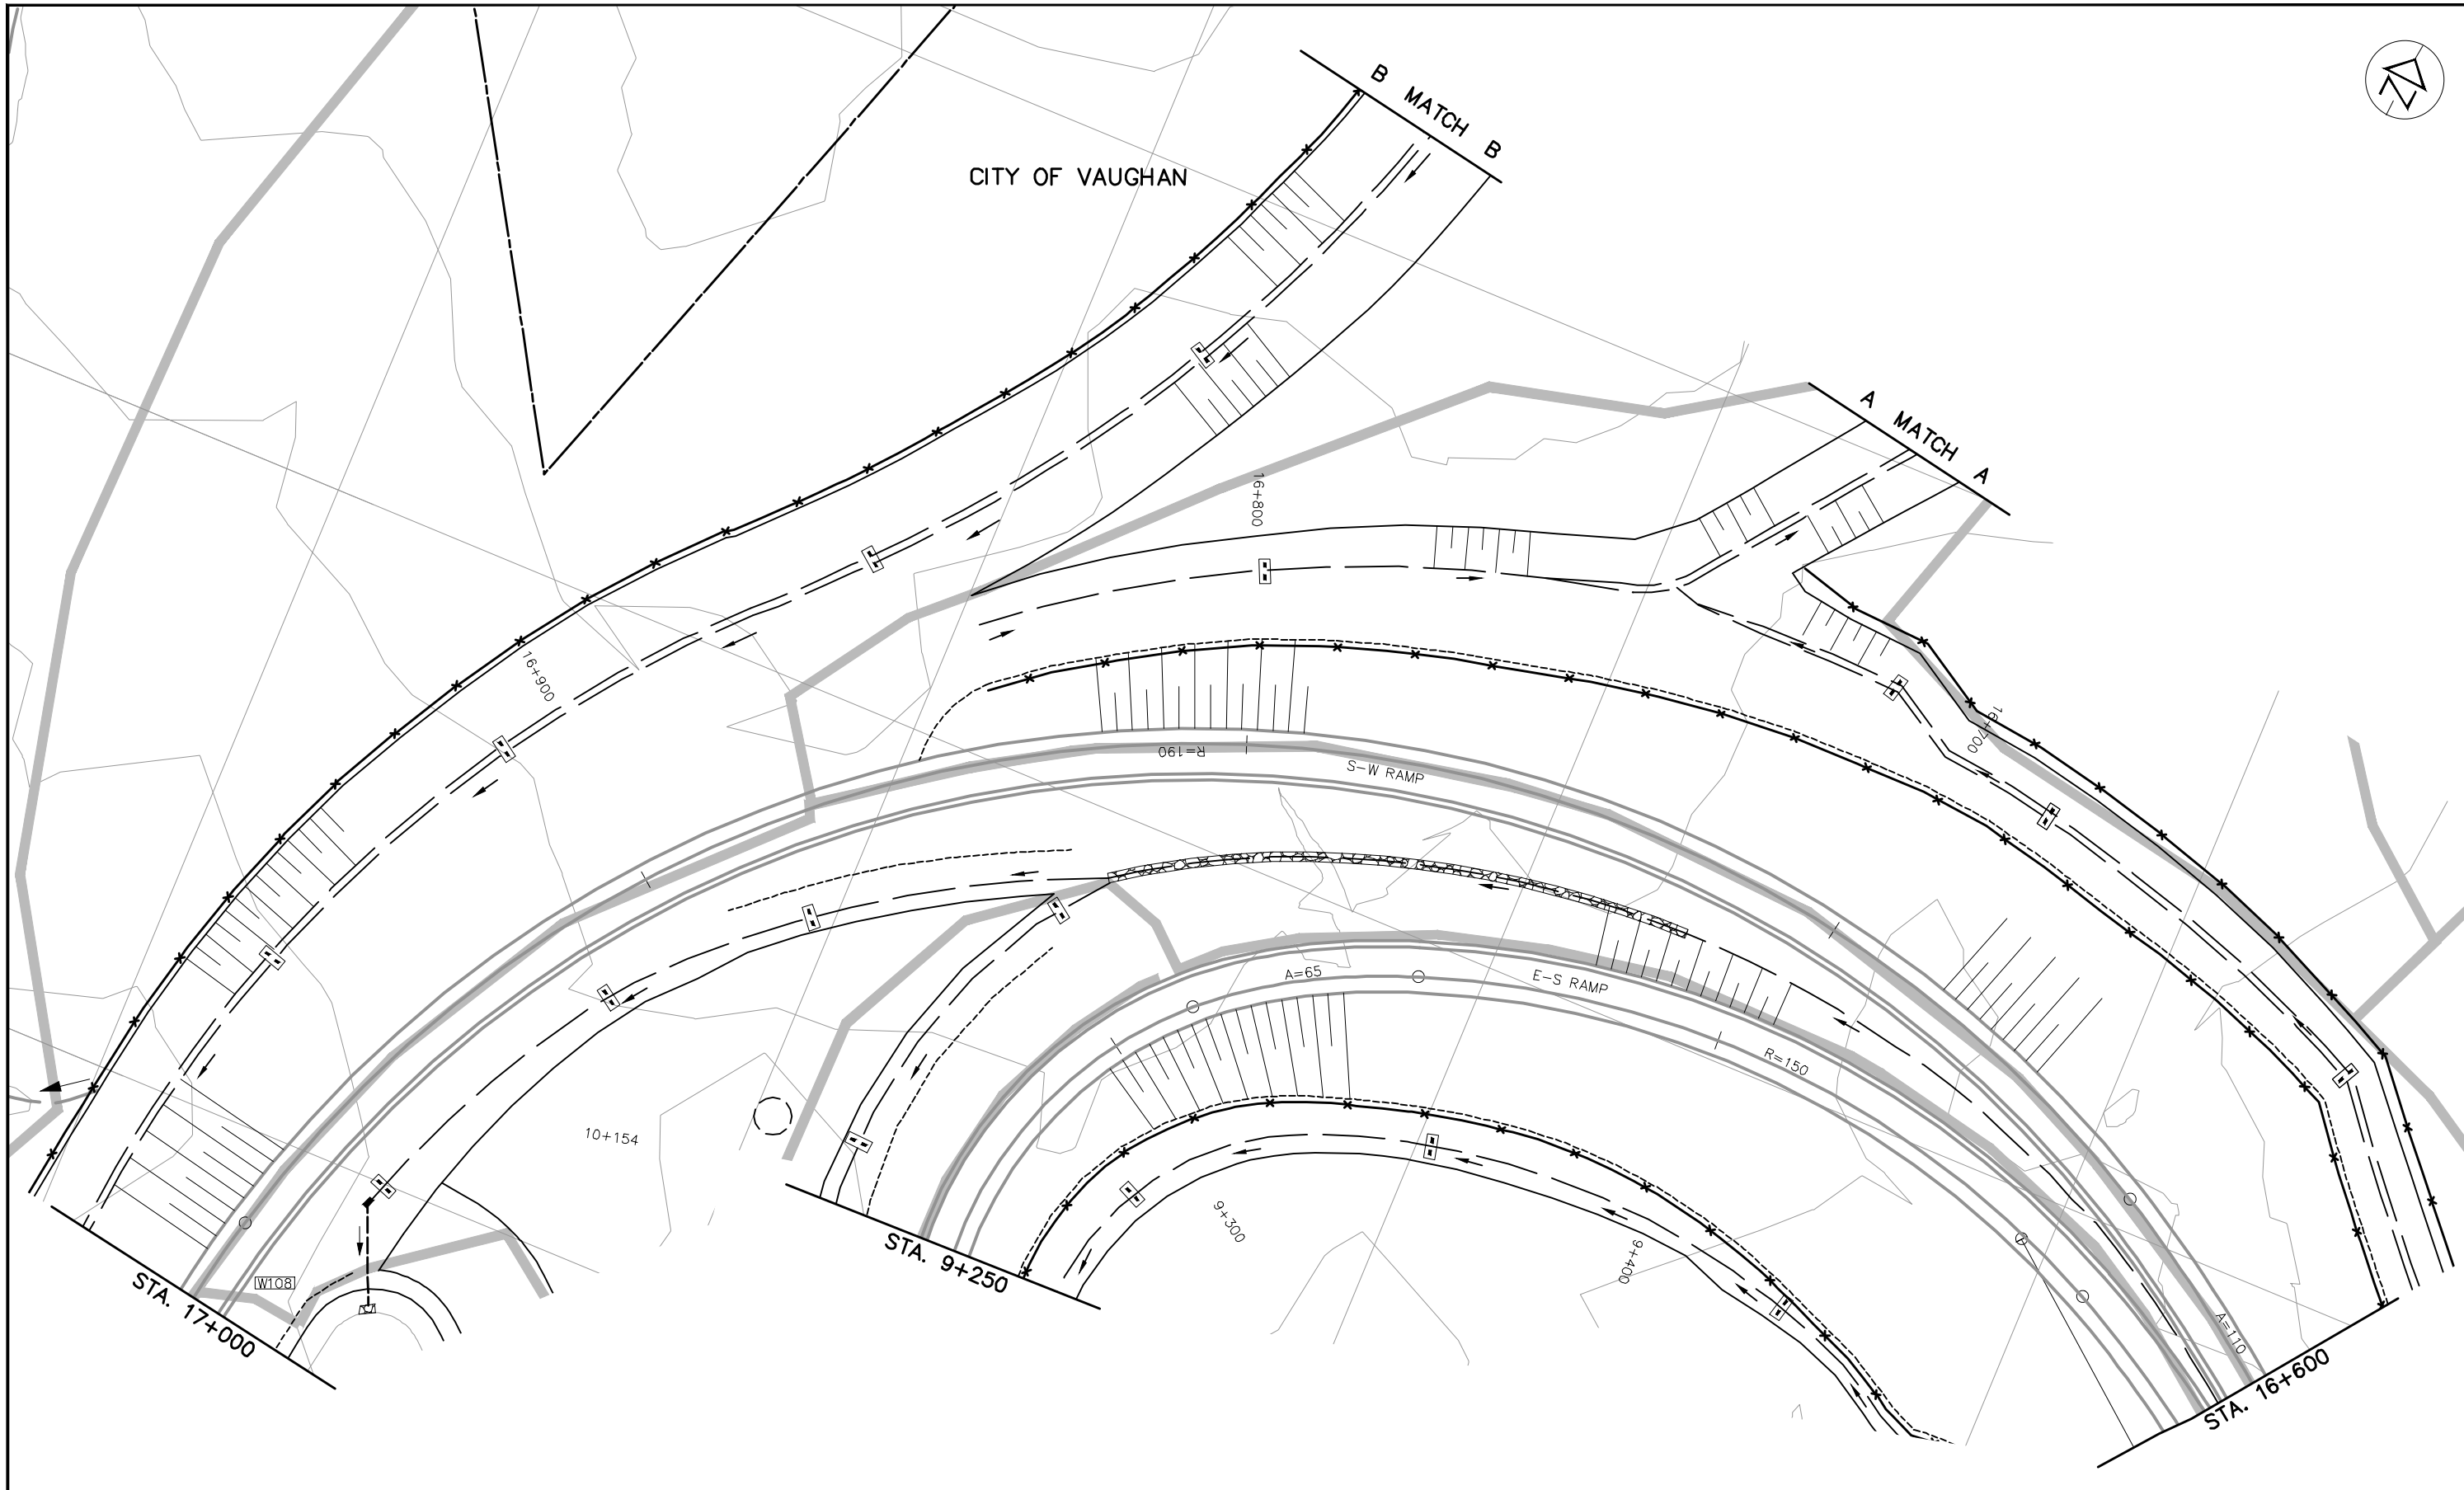 B MATCH B
CITY OF VAUGHAN
A MATCH A
16+800
16+900
16+700
R=190
S-W RAMP
A=65
E-S RAMP
R=150
10+154
9+300
9+400
W108
STA. 17+000
STA. 9+250
A=110
STA. 16+600
N